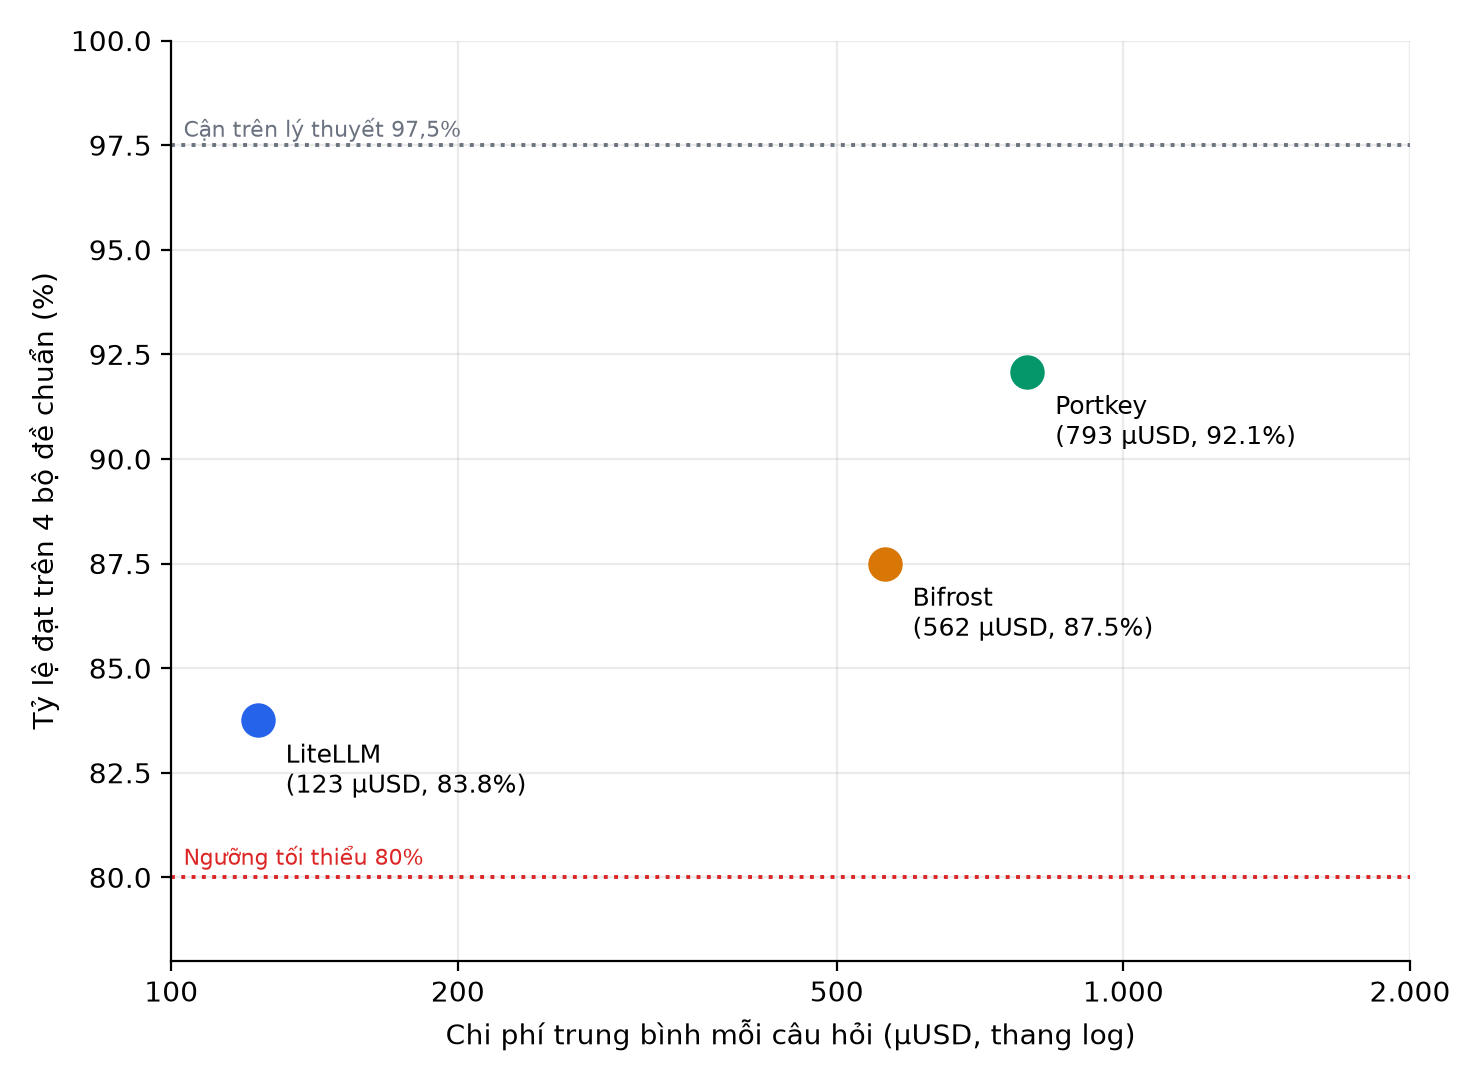 100.0
Cận trên lý thuyết 97,5%
97.5
95.0
92.5
Portkey
(793 µUSD, 92.1%)
90.0
87.5
Bifrost
(562 µUSD, 87.5%)
85.0
LiteLLM
(123 µUSD, 83.8%)
82.5
Ngưỡng tối thiểu 80%
80.0
Tỷ lệ đạt trên 4 bộ đề chuẩn (%)
100 200 500 1.000 2.000
Chi phí trung bình mỗi câu hỏi (µUSD, thang log)